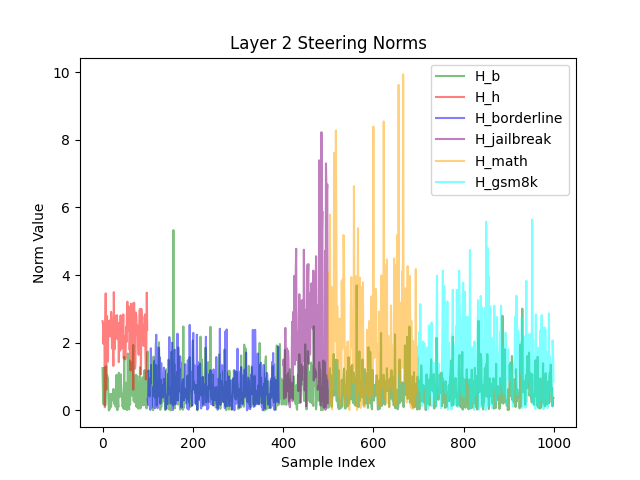 Layer 2 Steering Norms
Norm Value
10
8
6
4
2
0
H_b
H_h
H_borderline
H_jailbreak
H_math
H_gsm8k
0
200
400
600
800
1000
Sample Index